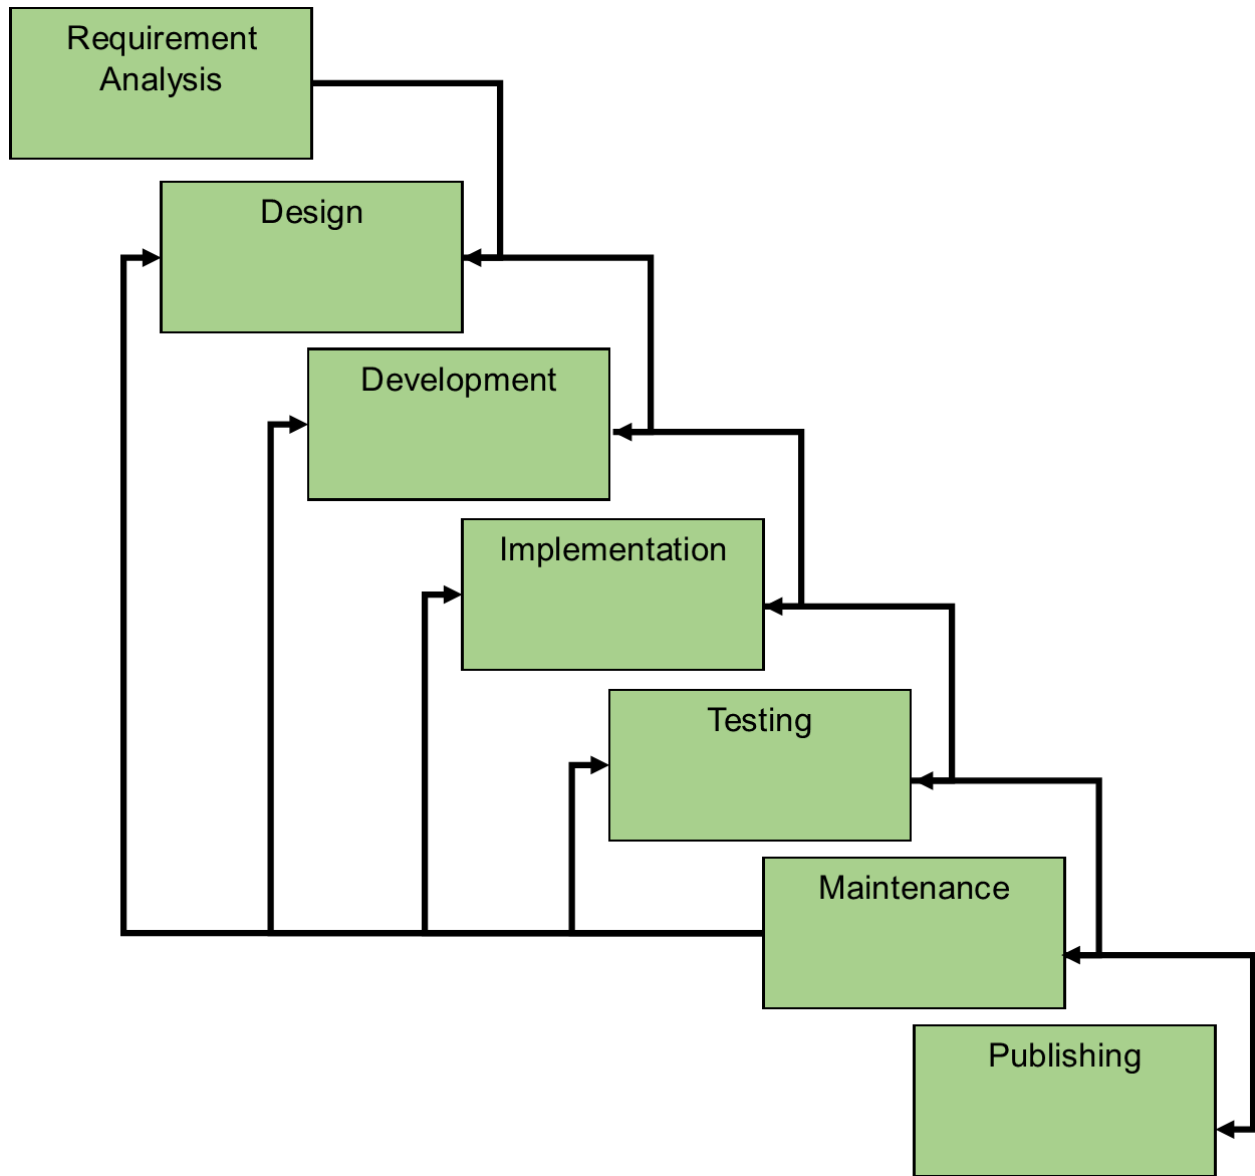 Requirement
Analysis
Design
Development
Implementation
Testing
Maintenance
Publishing